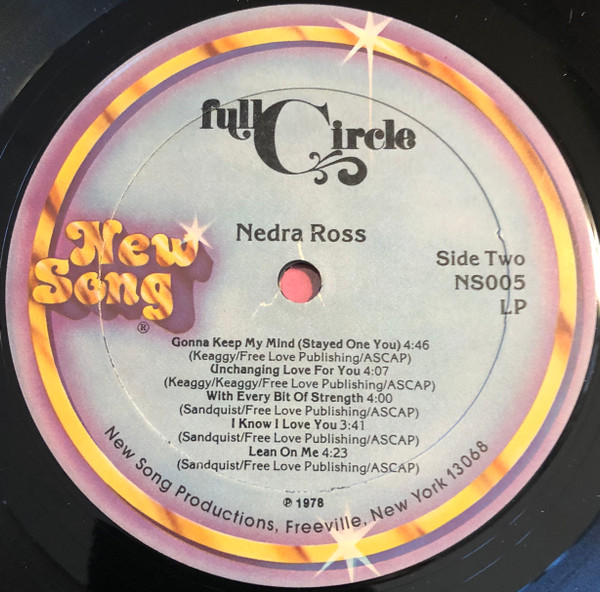 full Circle
Nedra Ross
New
Song
®
Side Two
NS005
LP
Gonna Keep My Mind (Stayed One You) 4:46
(Keaggy/Free Love Publishing/ASCAP)
Unchanging Love For You 4:07
(Keaggy/Keaggy/Free Love Publishing/ASCAP)
With Every Bit Of Strength 4:00
(Sandquist/Free Love Publishing/ASCAP)
I Know I Love You 3:41
(Sandquist/Free Love Publishing/ASCAP)
Lean On Me 4:23
(Sandquist/Free Love Publishing/ASCAP)
℗ 1978
New Song Productions, Freeville, New York 13068